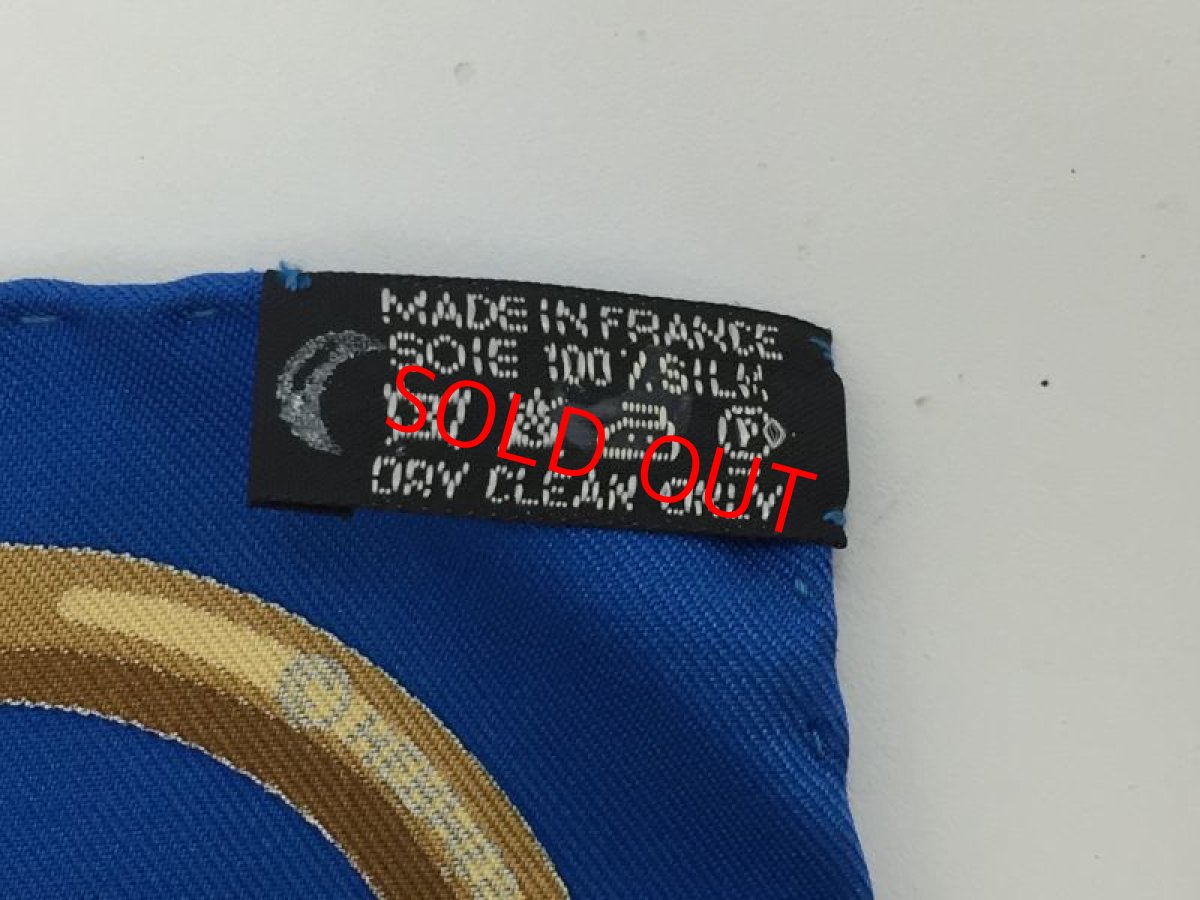 MADE IN FRANCE
SOIE 100 % SILK
SOLD OUT
DRY CLEAN ONLY
©